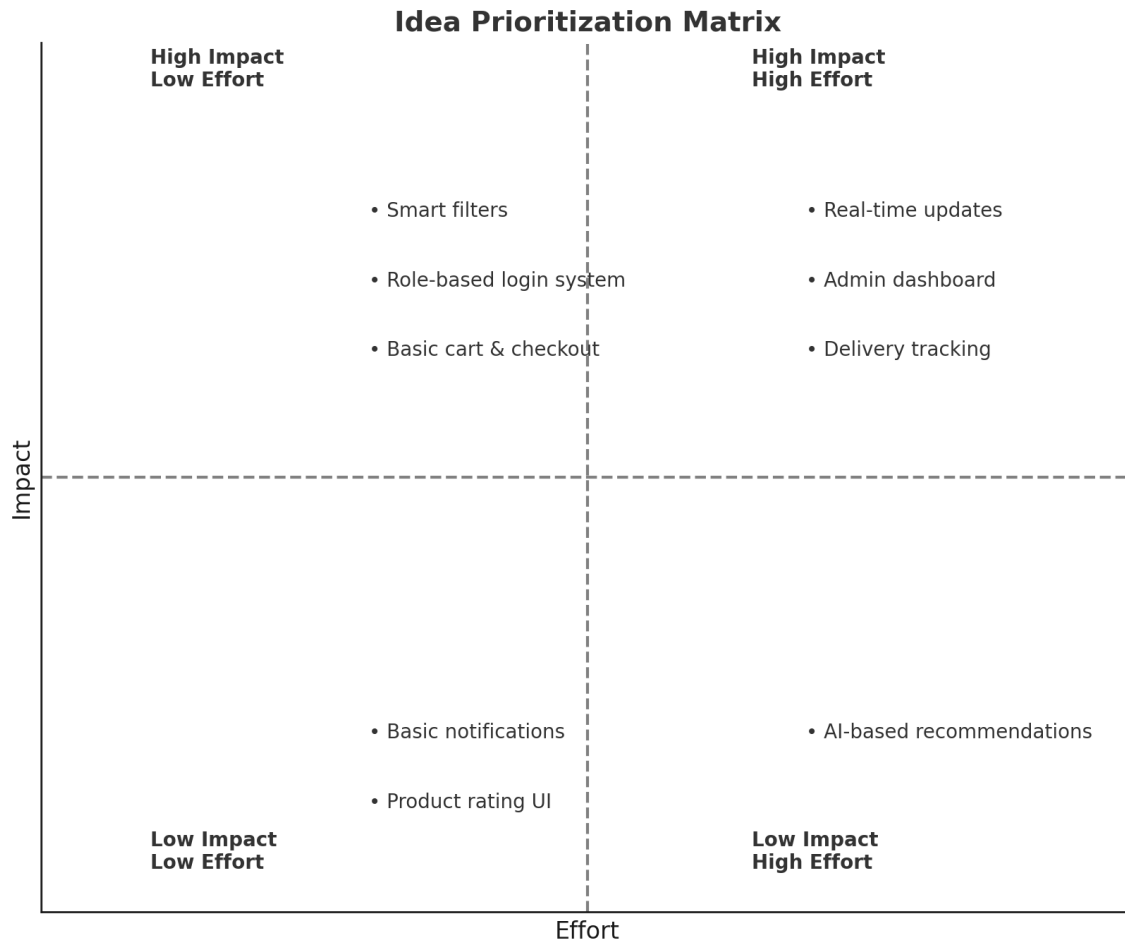 Idea Prioritization Matrix
High Impact
Low Effort
High Impact
High Effort
• Smart filters
• Role-based login system
• Basic cart & checkout
• Real-time updates
• Admin dashboard
• Delivery tracking
Impact
• Basic notifications
• Product rating UI
• AI-based recommendations
Low Impact
Low Effort
Low Impact
High Effort
Effort